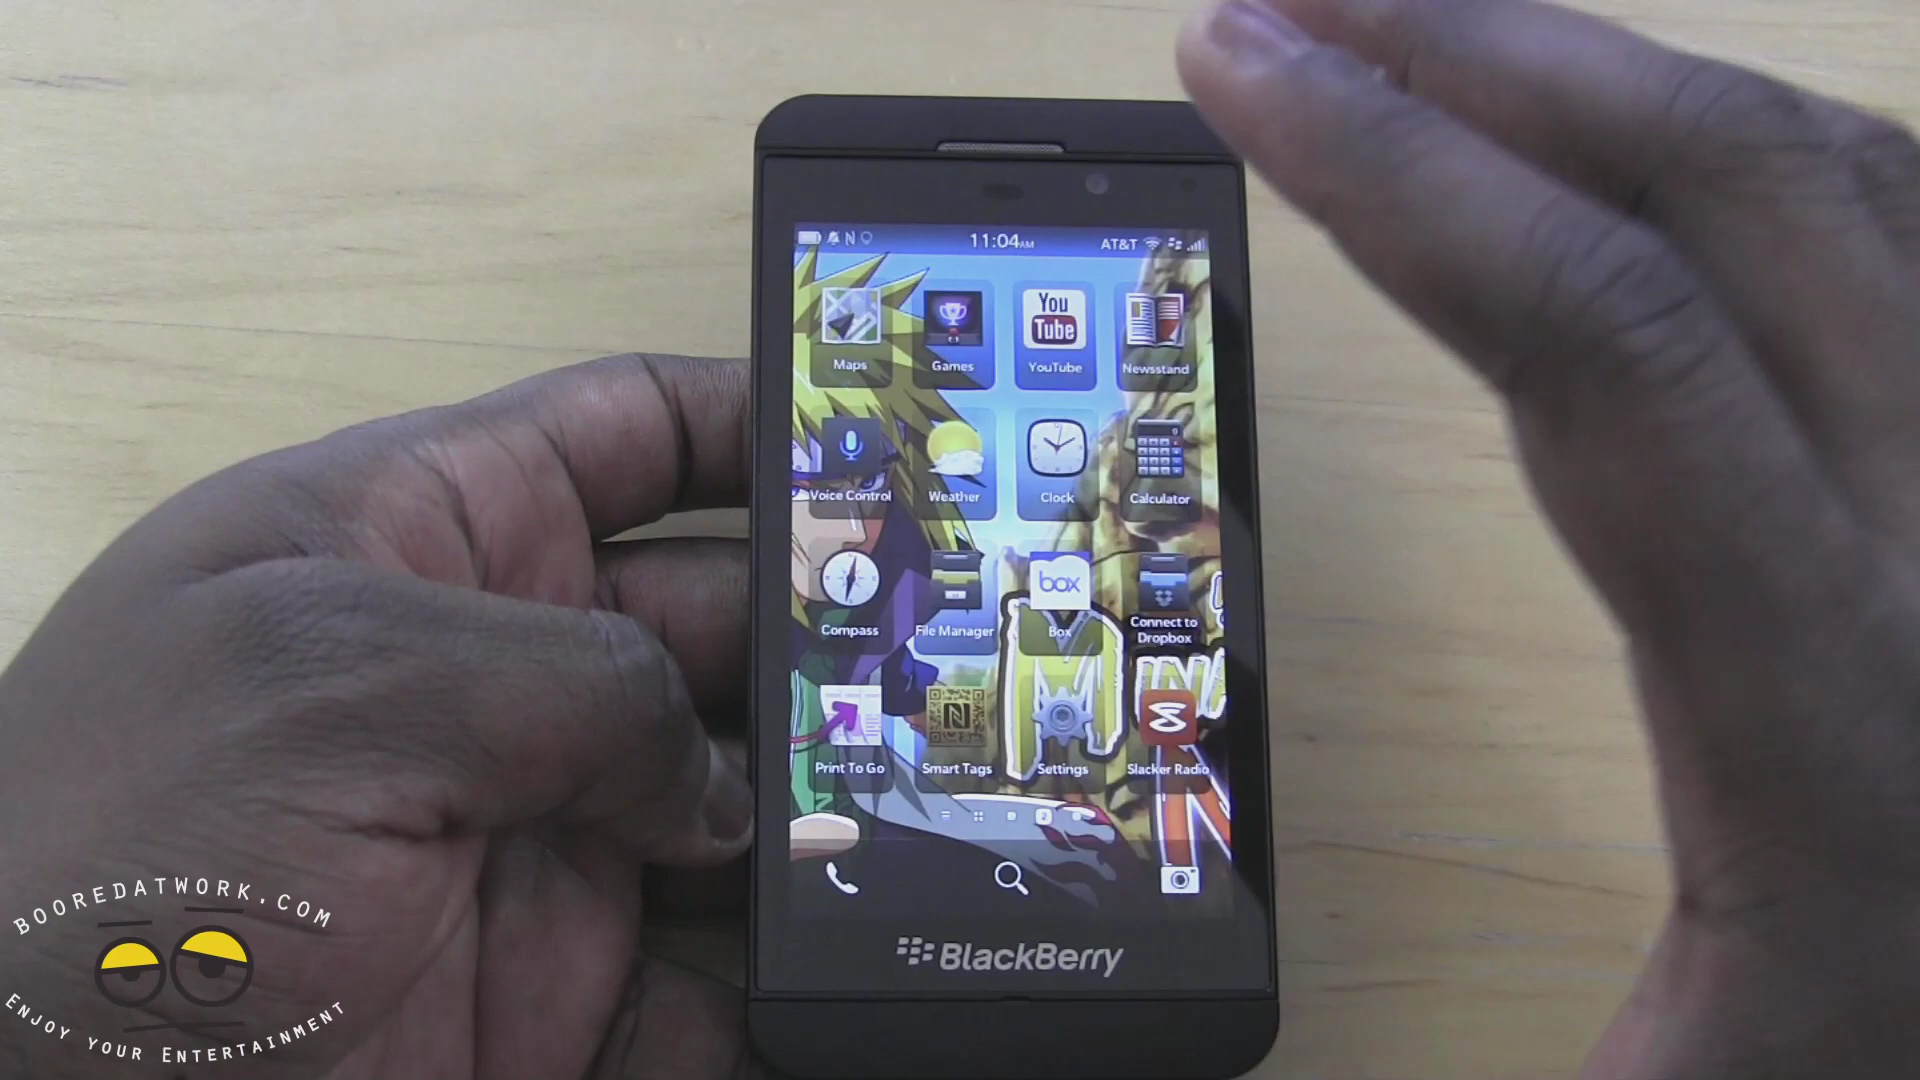 11:04AM
AT&T
You
Tube
Maps
Games
YouTube
Newsstand
Voice Control
Weather
Clock
Calculator
box
Compass
File Manager
Box
Connect to
Dropbox
Print To Go
Smart Tags
Settings
Slacker Radio
BlackBerry
BOOREDATWORK.COM
ENJOY YOUR ENTERTAINMENT